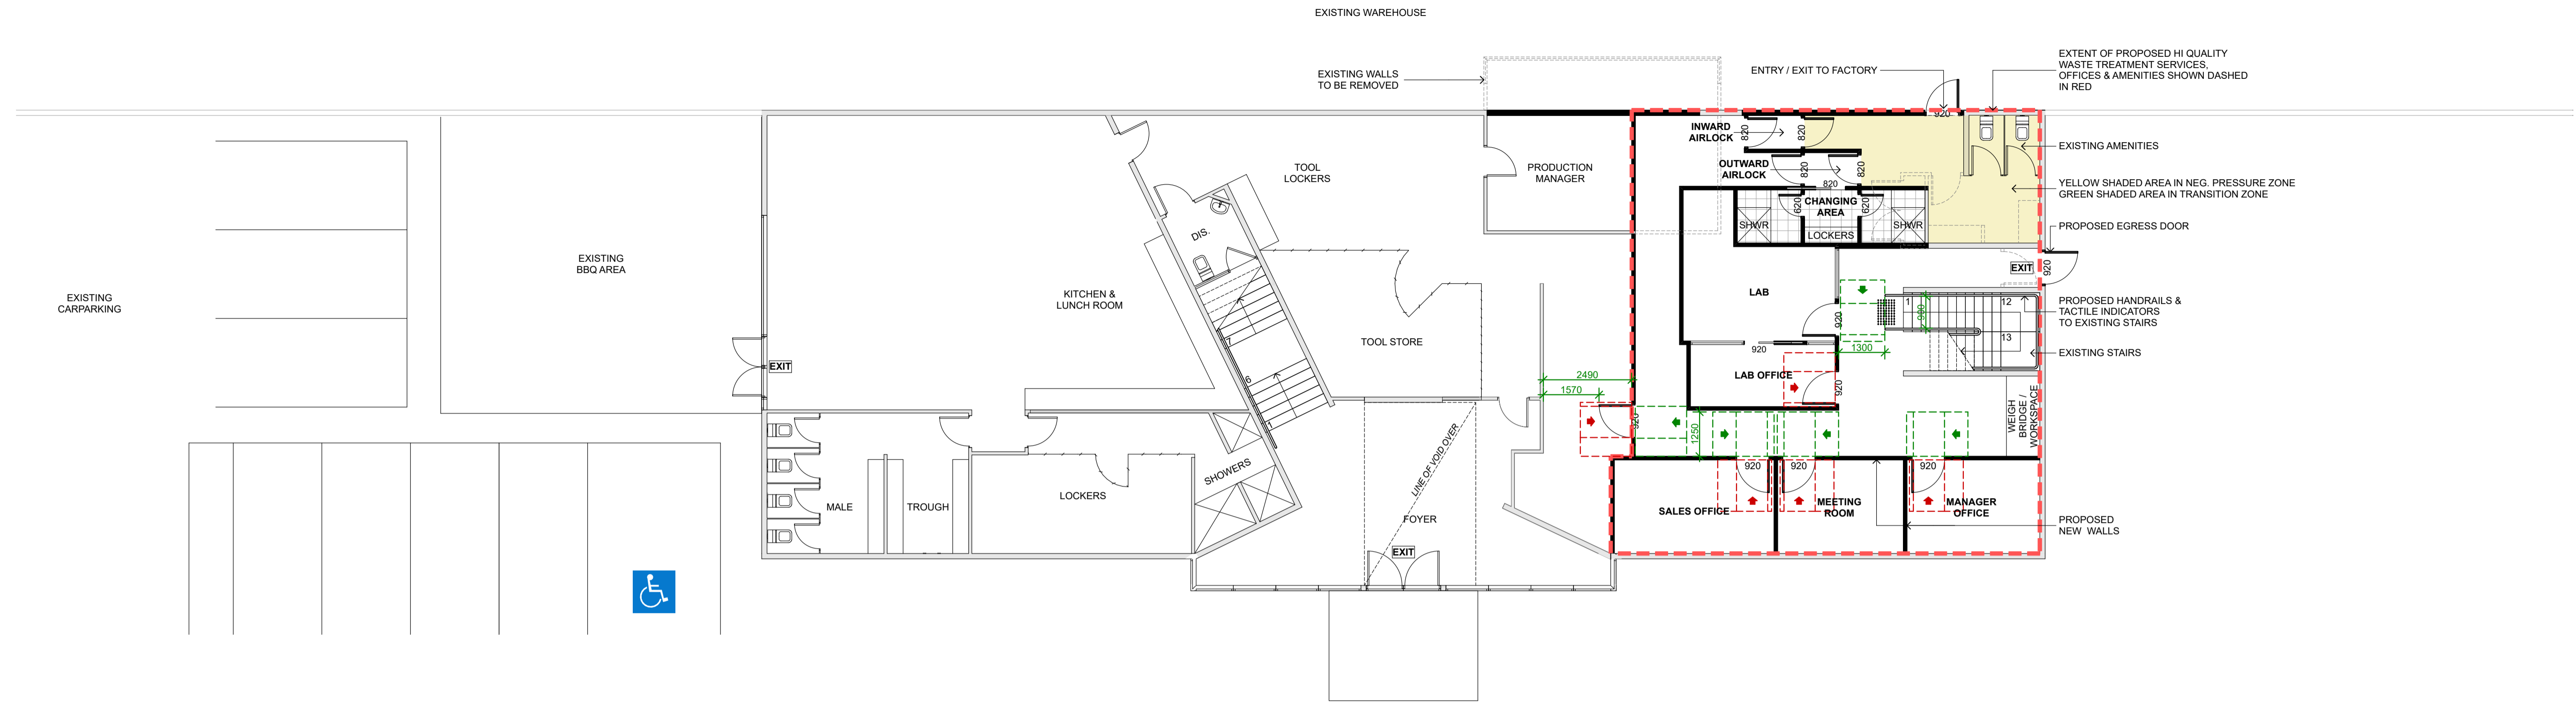 EXISTING WAREHOUSE
EXISTING WALLS
TO BE REMOVED
ENTRY / EXIT TO FACTORY
EXTENT OF PROPOSED HI QUALITY
WASTE TREATMENT SERVICES,
OFFICES & AMENITIES SHOWN DASHED
IN RED
920
INWARD
AIRLOCK
820
820
EXISTING AMENITIES
TOOL
LOCKERS
PRODUCTION
MANAGER
OUTWARD
AIRLOCK
820
820
820
YELLOW SHADED AREA IN NEG. PRESSURE ZONE
GREEN SHADED AREA IN TRANSITION ZONE
620
CHANGING
AREA
620
SHWR
LOCKERS
SHWR
DIS.
PROPOSED EGRESS DOOR
EXISTING
BBQ AREA
EXIT
920
EXISTING
CARPARKING
KITCHEN &
LUNCH ROOM
LAB
1
12
900
PROPOSED HANDRAILS &
TACTILE INDICATORS
TO EXISTING STAIRS
920
13
7
TOOL STORE
920
1300
EXISTING STAIRS
EXIT
6
2490
1570
LAB OFFICE
920
WEIGH
BRIDGE /
WORKSPACE
1
920
1250
LINE OF VOID OVER
SHOWERS
920
920
920
LOCKERS
MALE
TROUGH
FOYER
SALES OFFICE
MEETING
ROOM
MANAGER
OFFICE
PROPOSED
NEW WALLS
EXIT